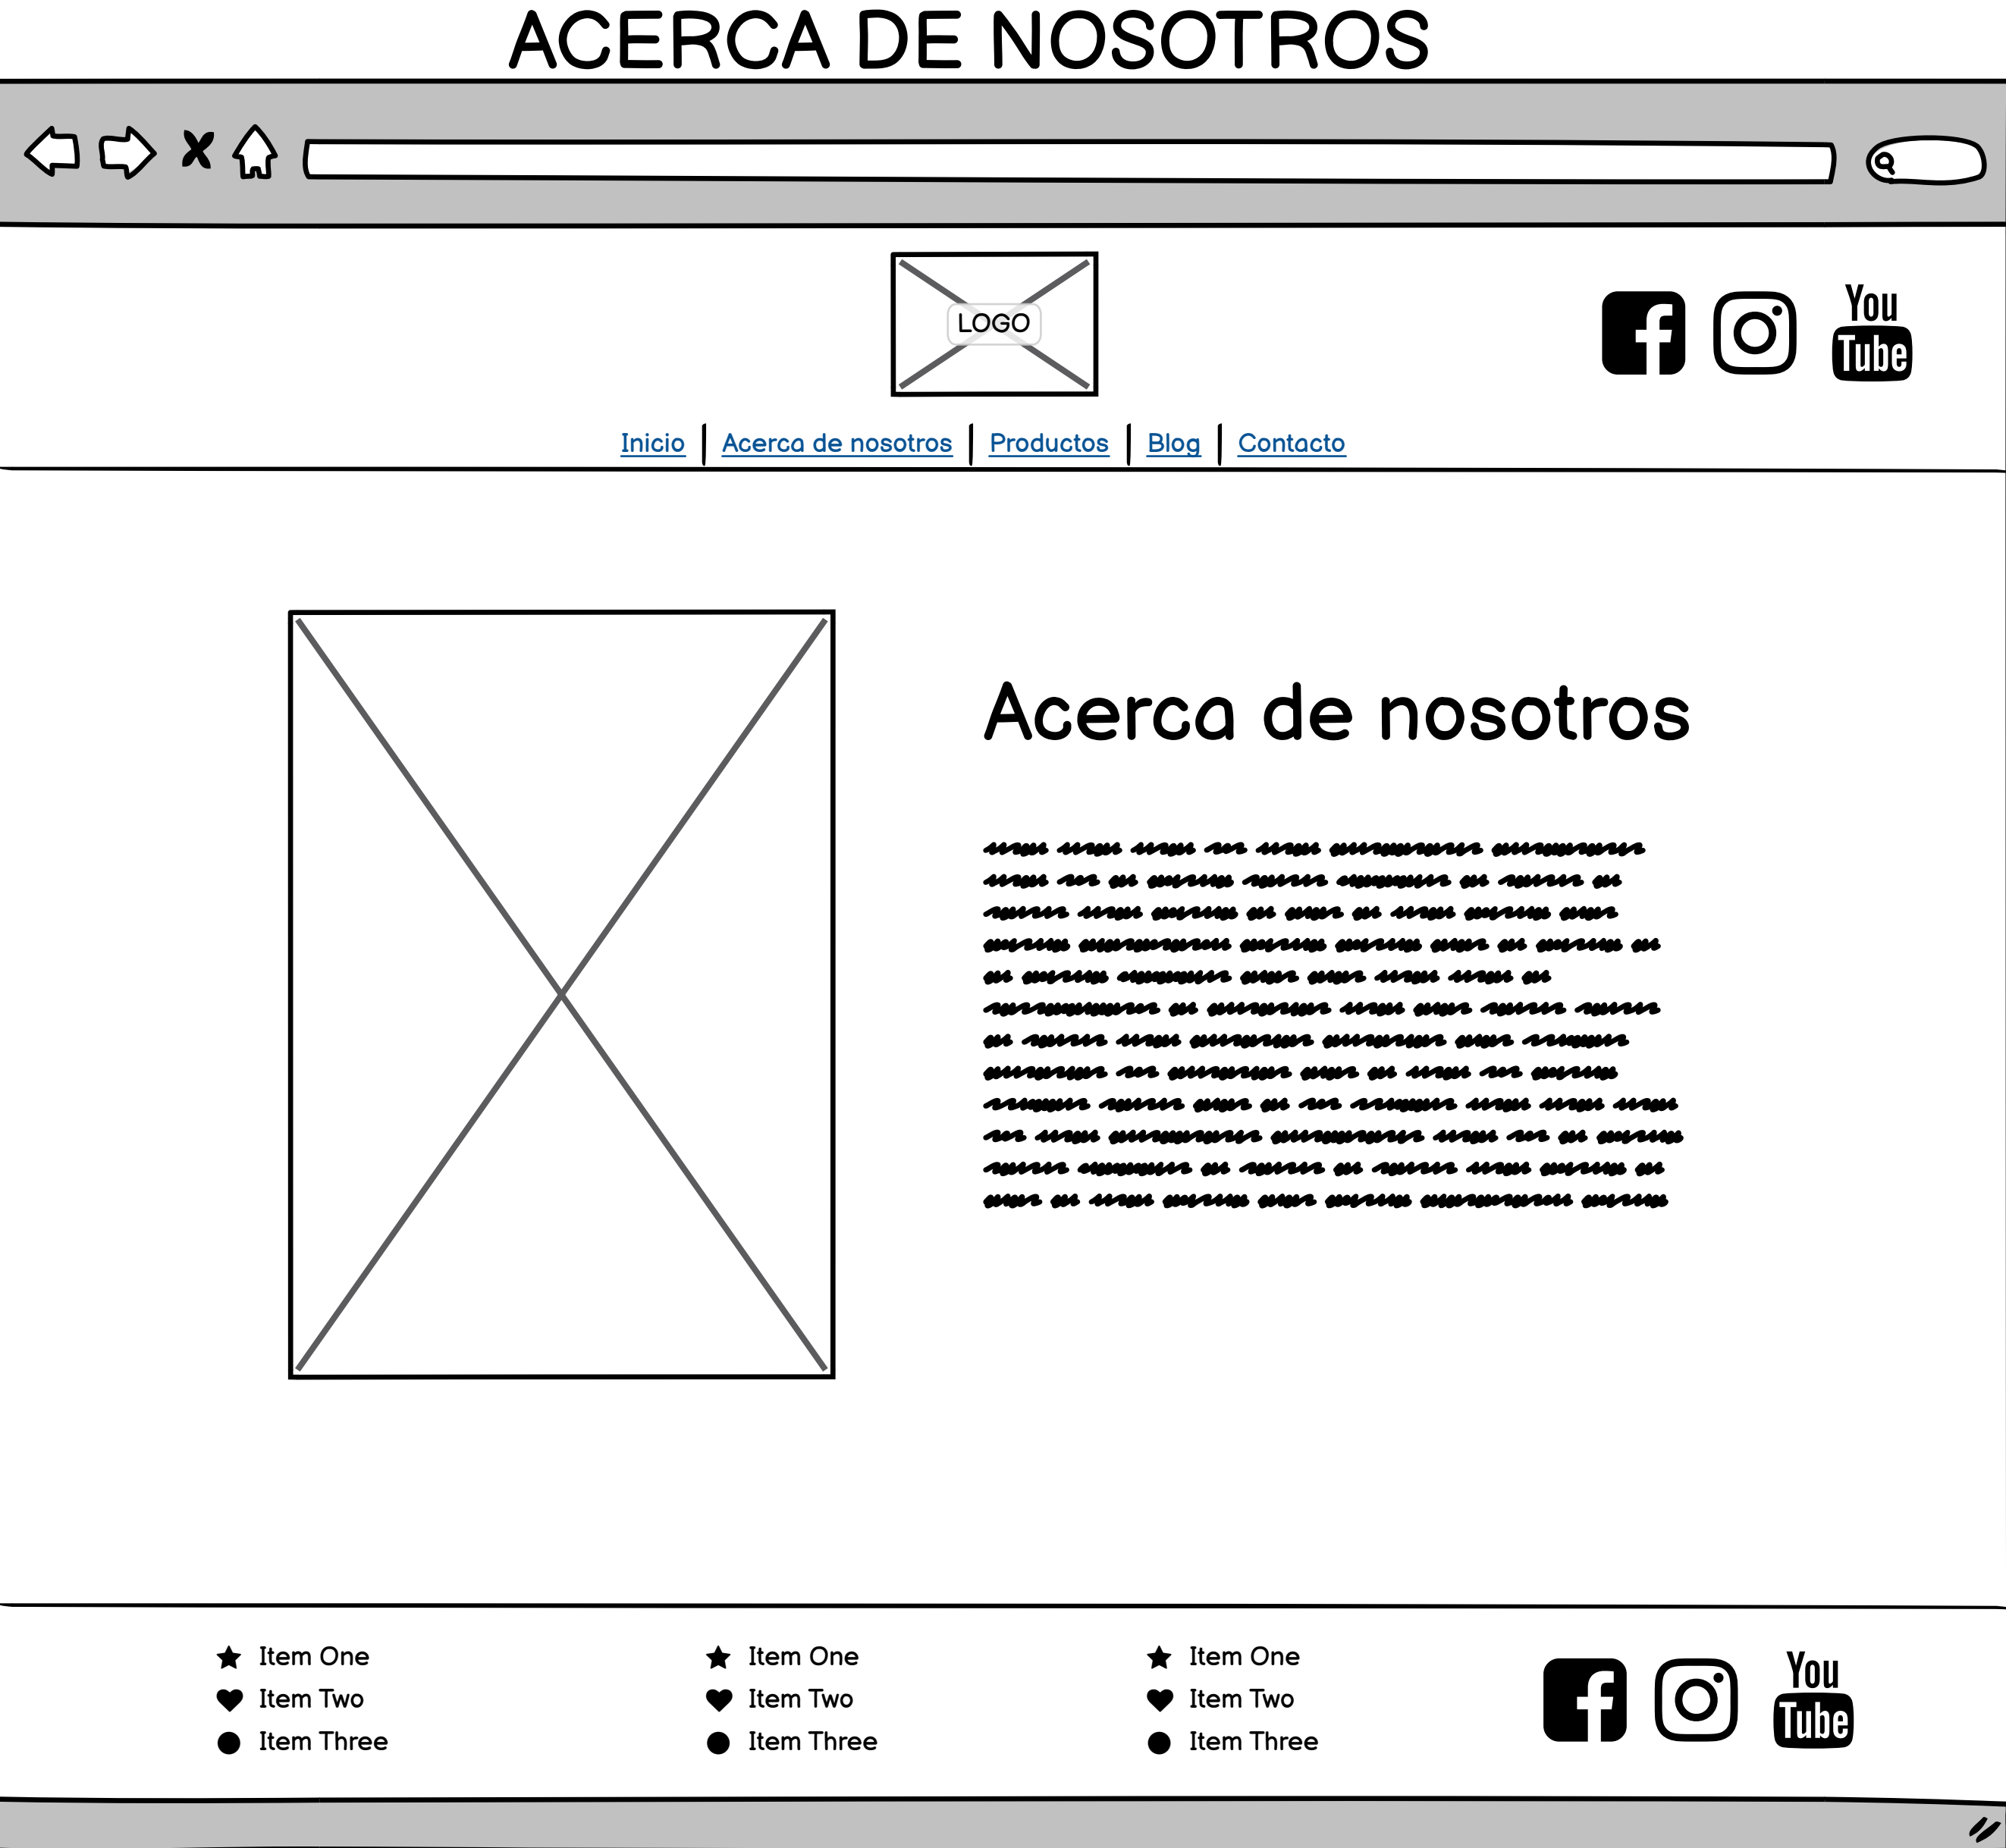 ACERCA DE NOSOTROS
LOGO
You
Tube
Inicio Acerca de nosotros Productos Blog Contacto
Acerca de nosotros
Item One
Item Two
Item Three
Item One
Item Two
Item Three
Item One
Item Two
Item Three
You
Tube